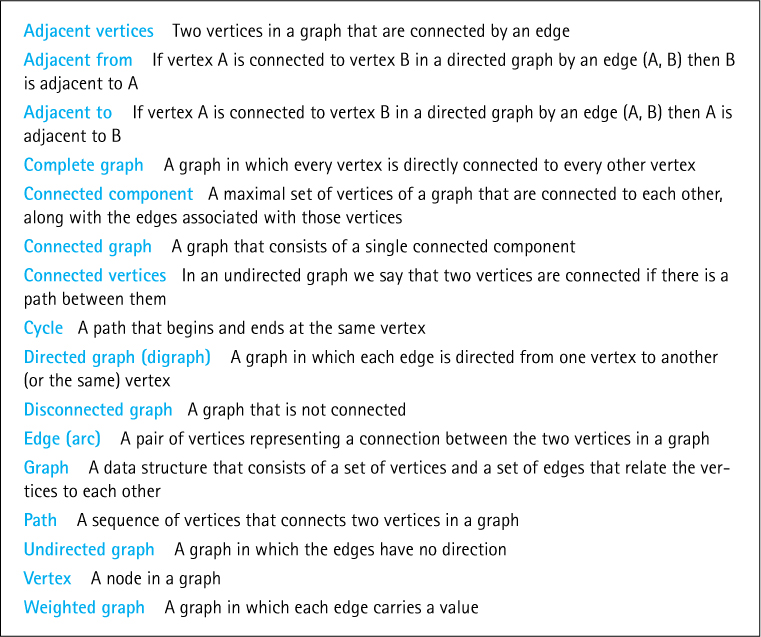 Adjacent vertices Two vertices in a graph that are connected by an edge
Adjacent from If vertex A is connected to vertex B in a directed graph by an edge (A, B) then B
is adjacent to A
Adjacent to If vertex A is connected to vertex B in a directed graph by an edge (A, B) then A is
adjacent to B
Complete graph A graph in which every vertex is directly connected to every other vertex
Connected component A maximal set of vertices of a graph that are connected to each other,
along with the edges associated with those vertices
Connected graph A graph that consists of a single connected component
Connected vertices In an undirected graph we say that two vertices are connected if there is a
path between them
Cycle A path that begins and ends at the same vertex
Directed graph (digraph) A graph in which each edge is directed from one vertex to another
(or the same) vertex
Disconnected graph A graph that is not connected
Edge (arc) A pair of vertices representing a connection between the two vertices in a graph
Graph A data structure that consists of a set of vertices and a set of edges that relate the ver-
tices to each other
Path A sequence of vertices that connects two vertices in a graph
Undirected graph A graph in which the edges have no direction
Vertex A node in a graph
Weighted graph A graph in which each edge carries a value